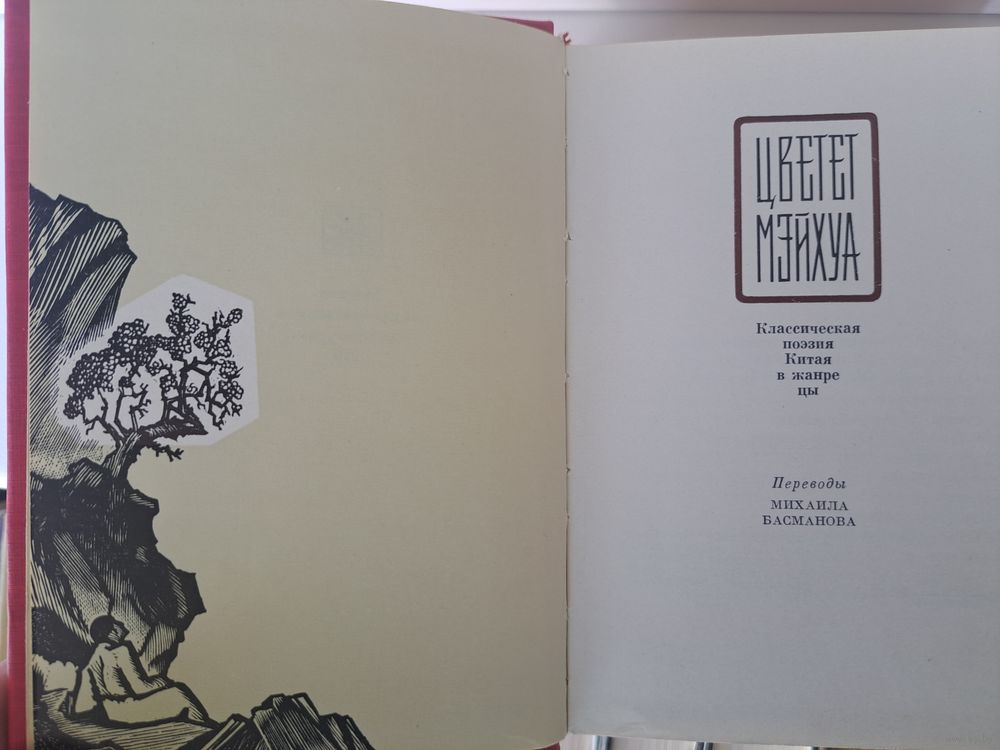 ЦВЕТЕТ
МЭЙХУА
Классическая
поэзия
Китая
в жанре
цы
Переводы
МИХАИЛА
БАСМАНОВА